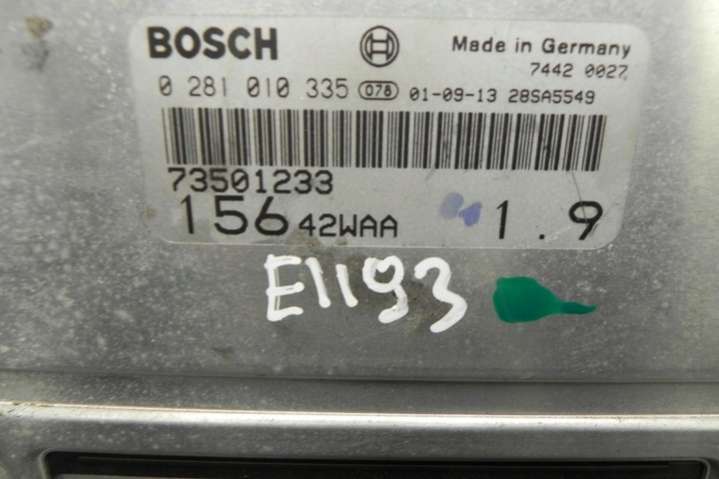 BOSCH Made in Germany
7442 0027
0 281 010 335 078 01-09-13 28SA5549
73501233
156 42WAA 1.9
E1193